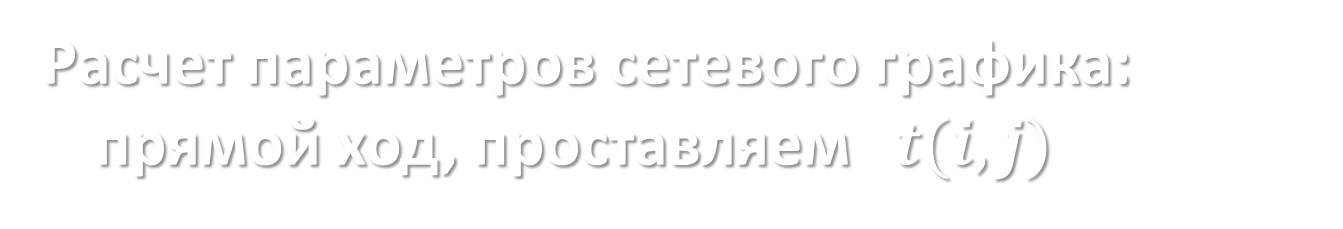 Расчет параметров сетевого графика:
прямой ход, проставляем t(i,j)